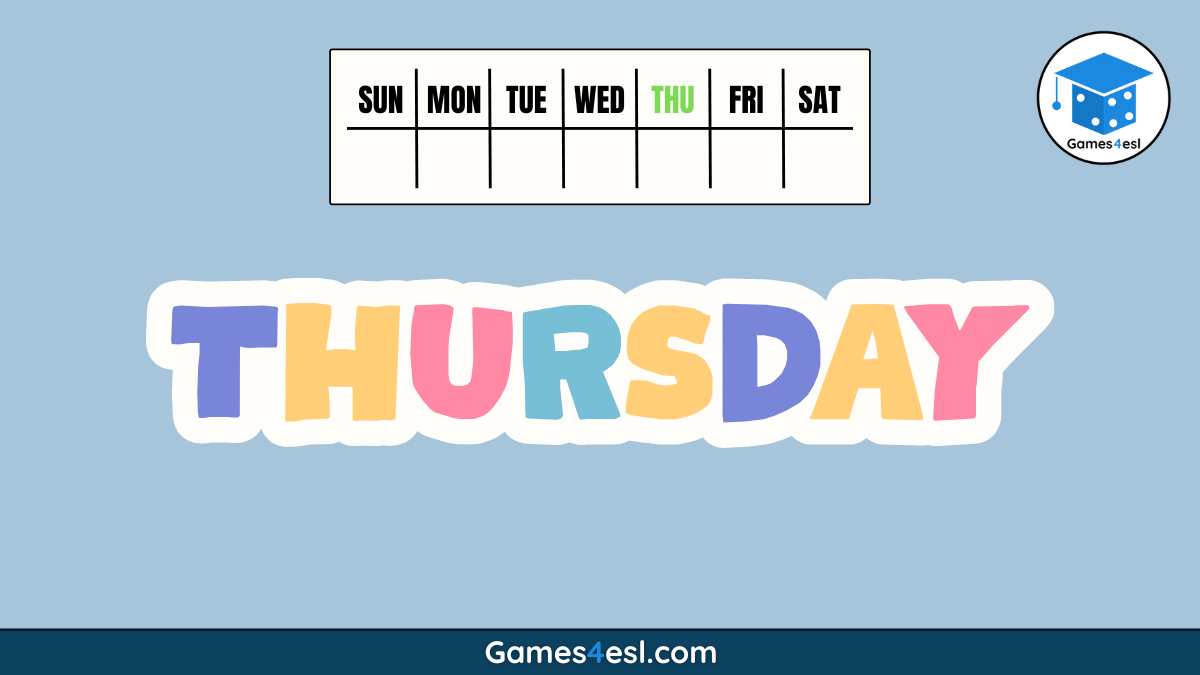 SUN MON TUE WED THU FRI SAT
Games4esl
THURSDAY
Games4esl.com